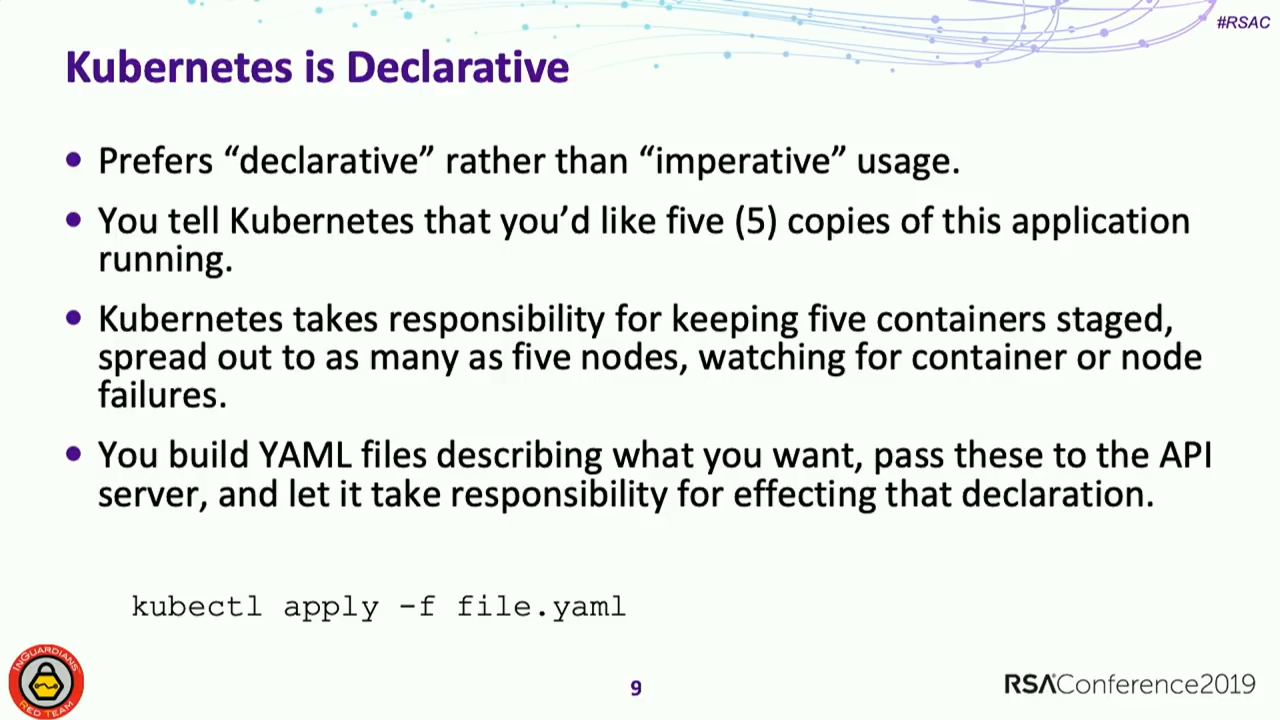 #RSAC
Kubernetes is Declarative
• Prefers “declarative” rather than “imperative” usage.
• You tell Kubernetes that you’d like five (5) copies of this application
running.
• Kubernetes takes responsibility for keeping five containers staged,
spread out to as many as five nodes, watching for container or node
failures.
• You build YAML files describing what you want, pass these to the API
server, and let it take responsibility for effecting that declaration.
kubectl apply -f file.yaml
INGUARDIANS
RED TEAM
9
RSAConference2019